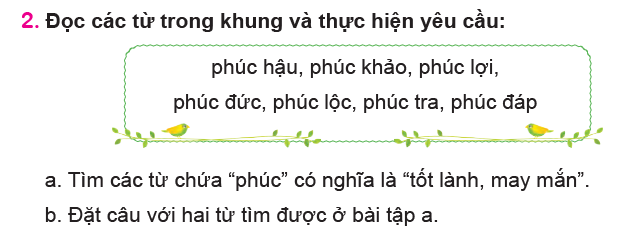 2. Đọc các từ trong khung và thực hiện yêu cầu:
phúc hậu, phúc khảo, phúc lợi,
phúc đức, phúc lộc, phúc tra, phúc đáp
a. Tìm các từ chứa “phúc” có nghĩa là “tốt lành, may mắn”.
b. Đặt câu với hai từ tìm được ở bài tập a.